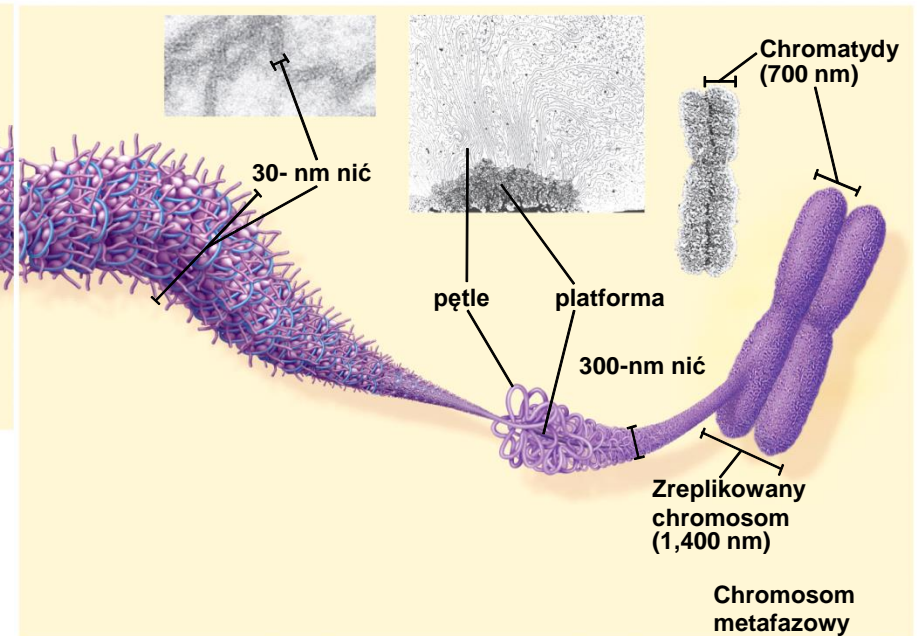 Chromatydy
(700 nm)
30- nm nić
pętle
platforma
300-nm nić
Zreplikowany
chromosom
(1,400 nm)
Chromosom
metafazowy